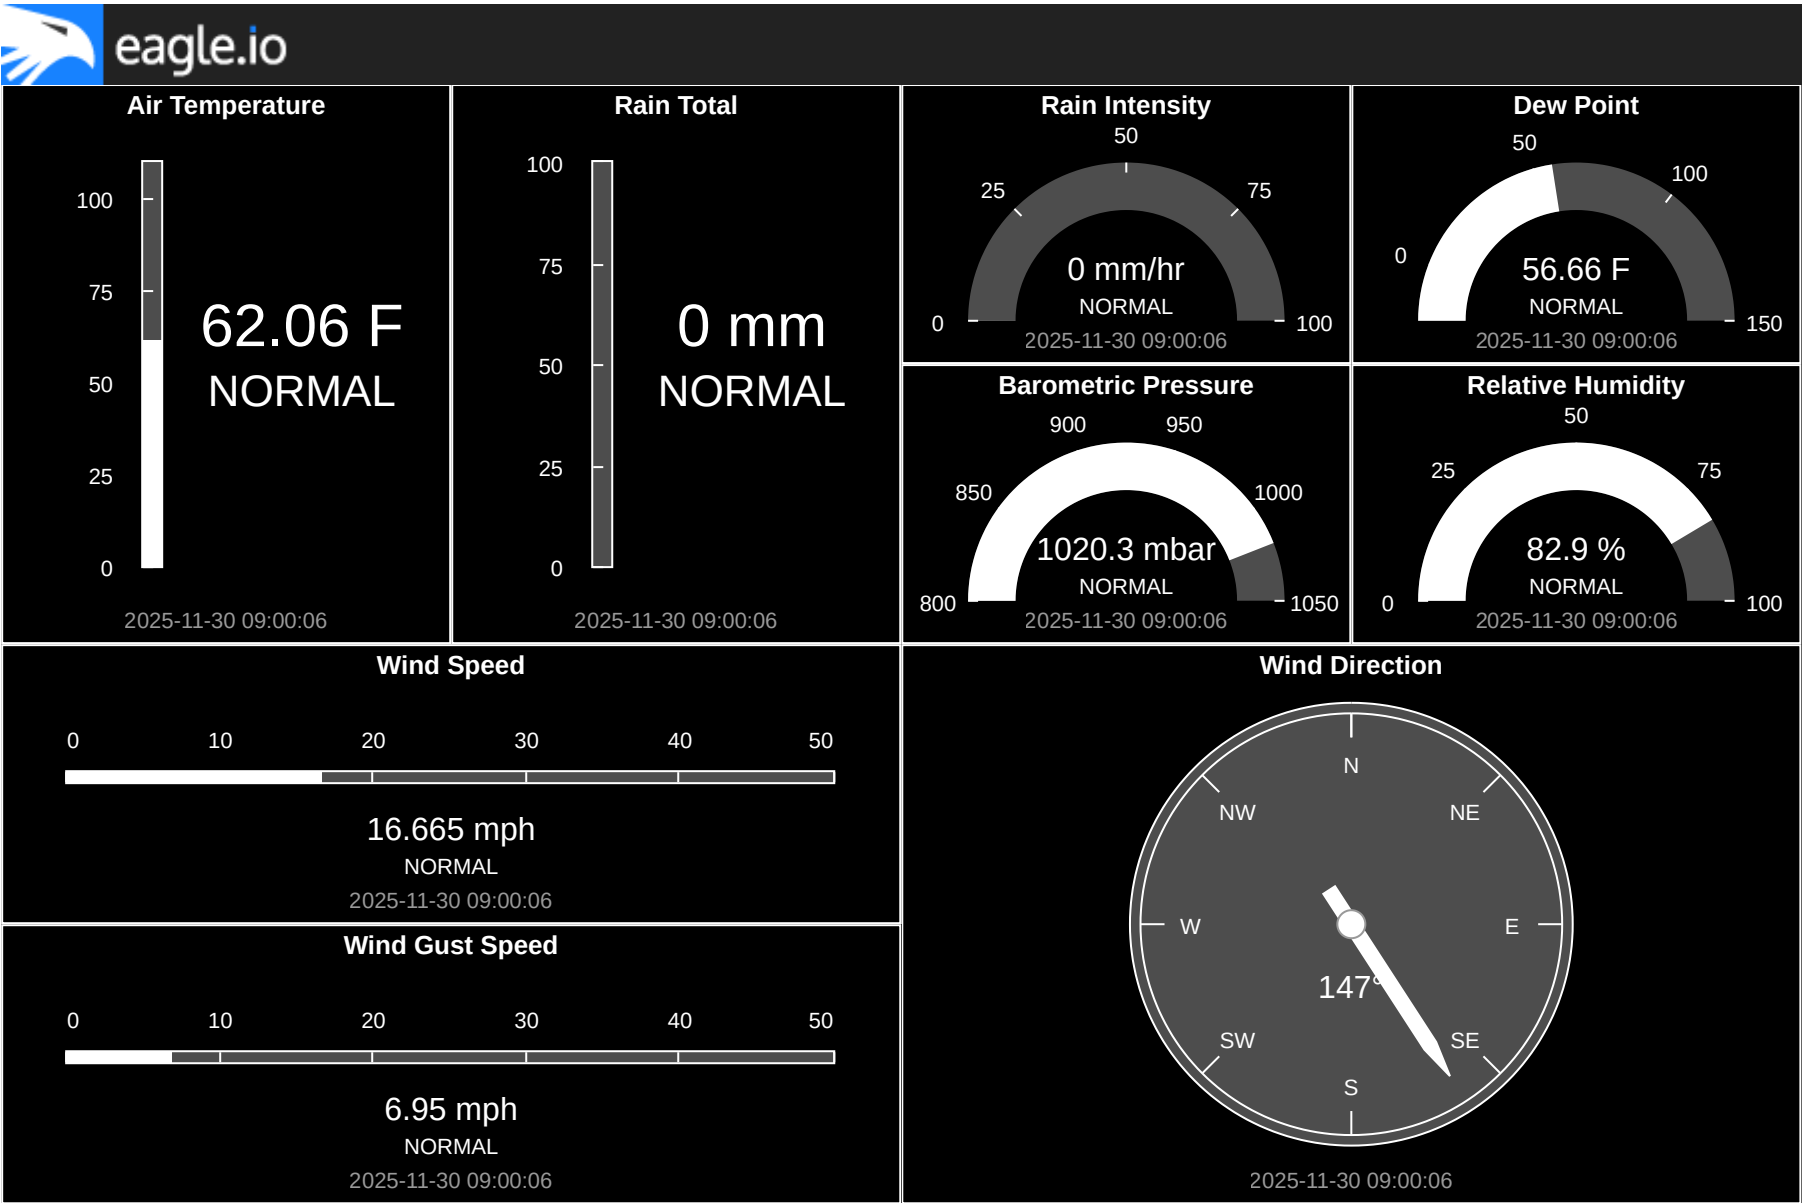 eagle.io
Air Temperature
100
75
50
25
0
62.06 F
NORMAL
2025-11-30 09:00:06
Rain Total
100
75
50
25
0
0 mm
NORMAL
2025-11-30 09:00:06
Rain Intensity
0
25
50
75
100
0 mm/hr
NORMAL
2025-11-30 09:00:06
Dew Point
0
50
100
150
56.66 F
NORMAL
2025-11-30 09:00:06
Barometric Pressure
800
850
900
950
1000
1050
1020.3 mbar
NORMAL
2025-11-30 09:00:06
Relative Humidity
0
25
50
75
100
82.9 %
NORMAL
2025-11-30 09:00:06
Wind Speed
0 10 20 30 40 50
16.665 mph
NORMAL
2025-11-30 09:00:06
Wind Gust Speed
0 10 20 30 40 50
6.95 mph
NORMAL
2025-11-30 09:00:06
Wind Direction
N
NW NE
W E
147°
SW SE
S
2025-11-30 09:00:06